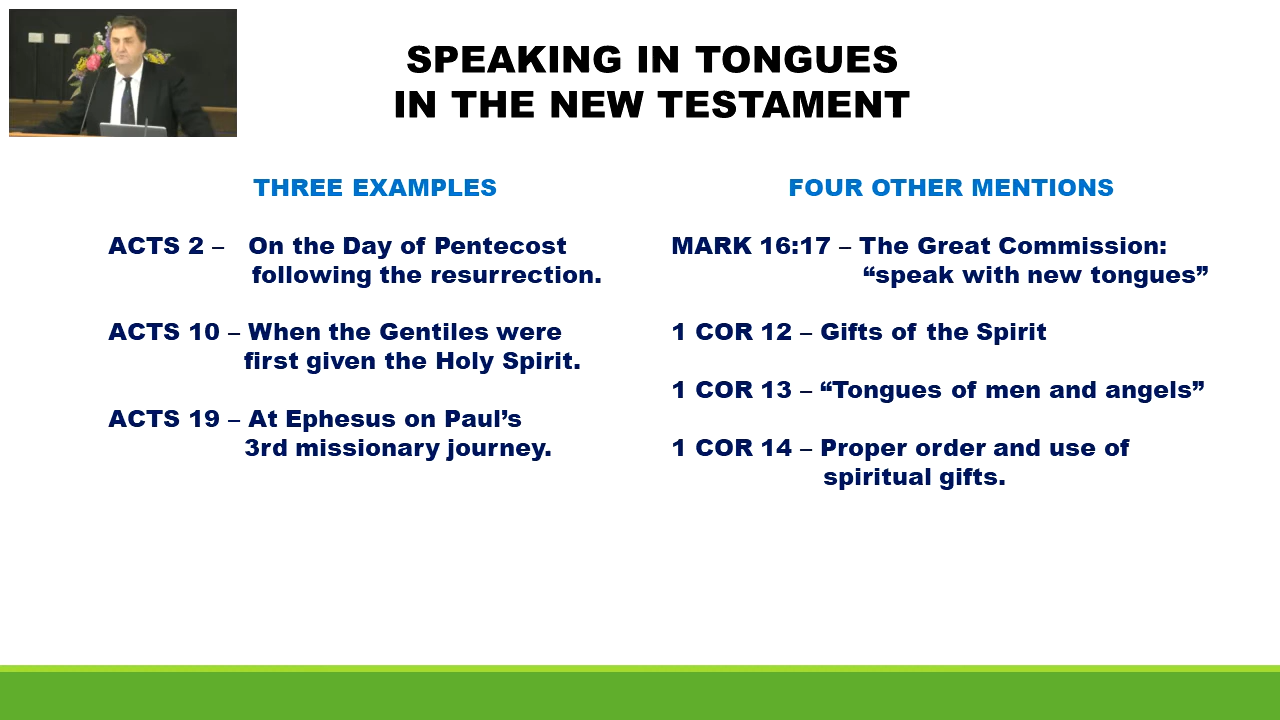 SPEAKING IN TONGUES
IN THE NEW TESTAMENT
THREE EXAMPLES
ACTS 2 – On the Day of Pentecost
following the resurrection.
ACTS 10 – When the Gentiles were
first given the Holy Spirit.
ACTS 19 – At Ephesus on Paul’s
3rd missionary journey.
FOUR OTHER MENTIONS
MARK 16:17 – The Great Commission:
“speak with new tongues”
1 COR 12 – Gifts of the Spirit
1 COR 13 – “Tongues of men and angels”
1 COR 14 – Proper order and use of
spiritual gifts.